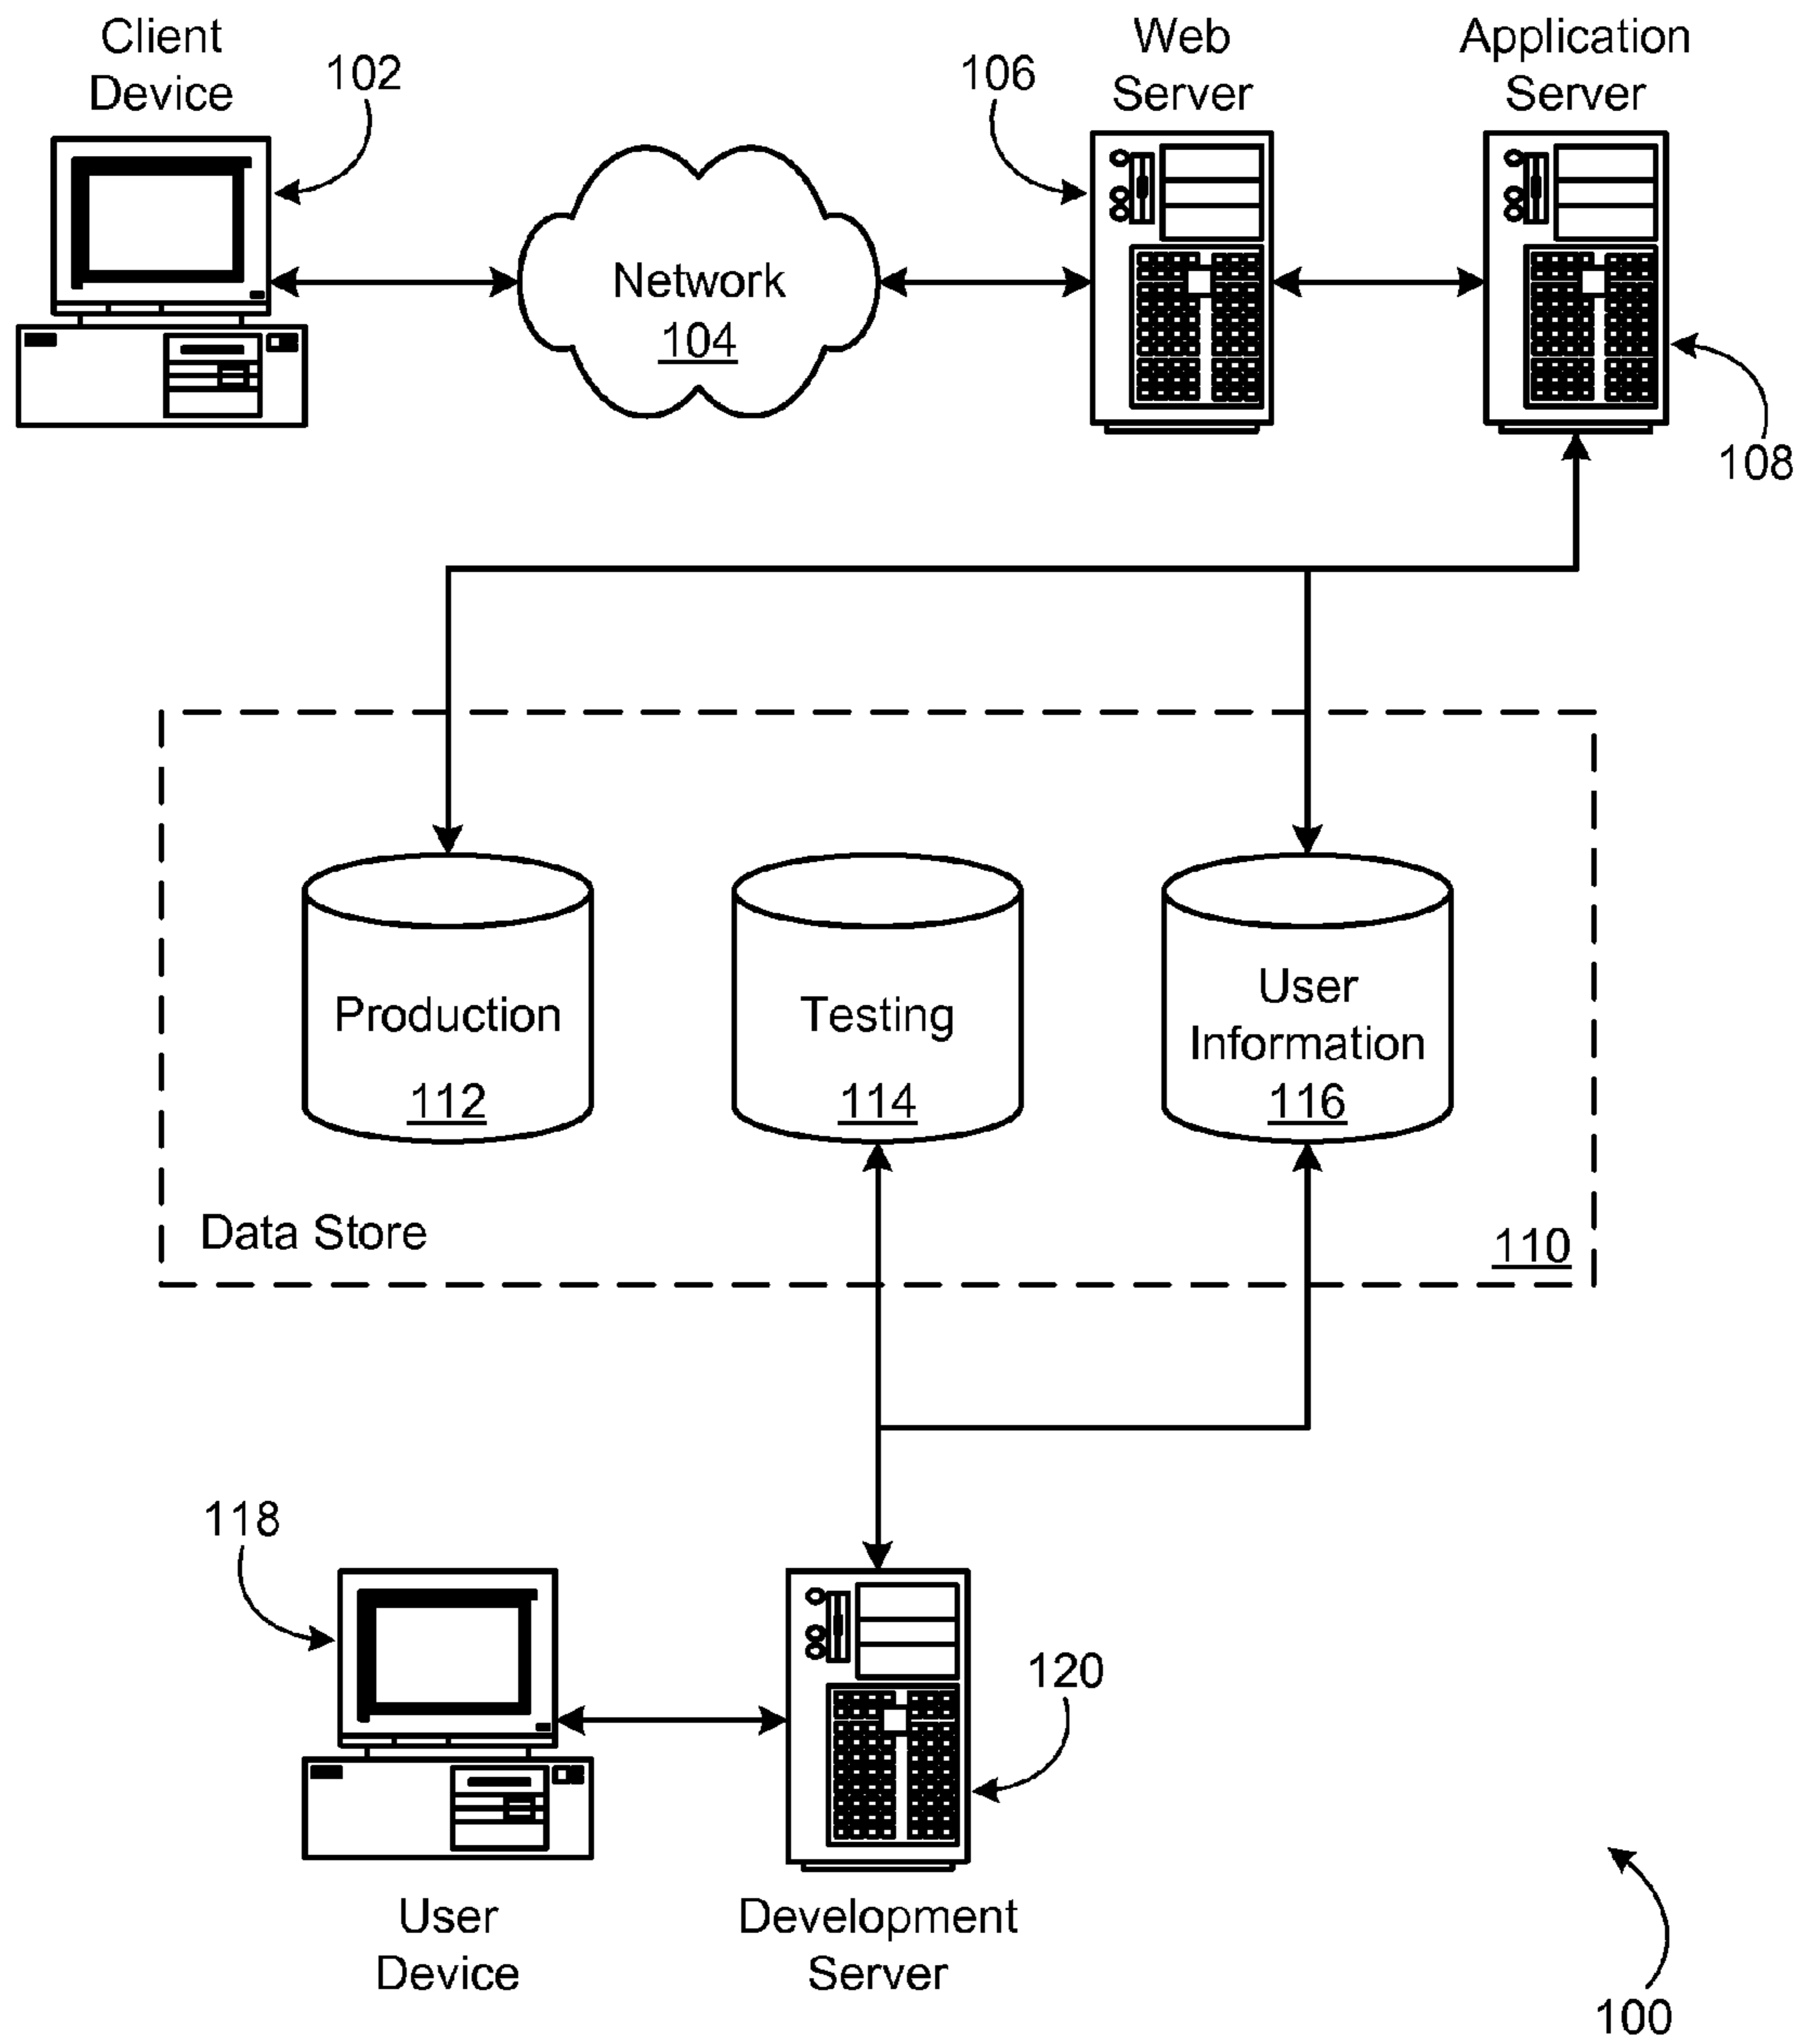 Client
Device
102
Web
Server
106
Application
Server
108
Network
104
Production
112
Testing
114
User
Information
116
Data Store
110
118
User
Device
120
Development
Server
100